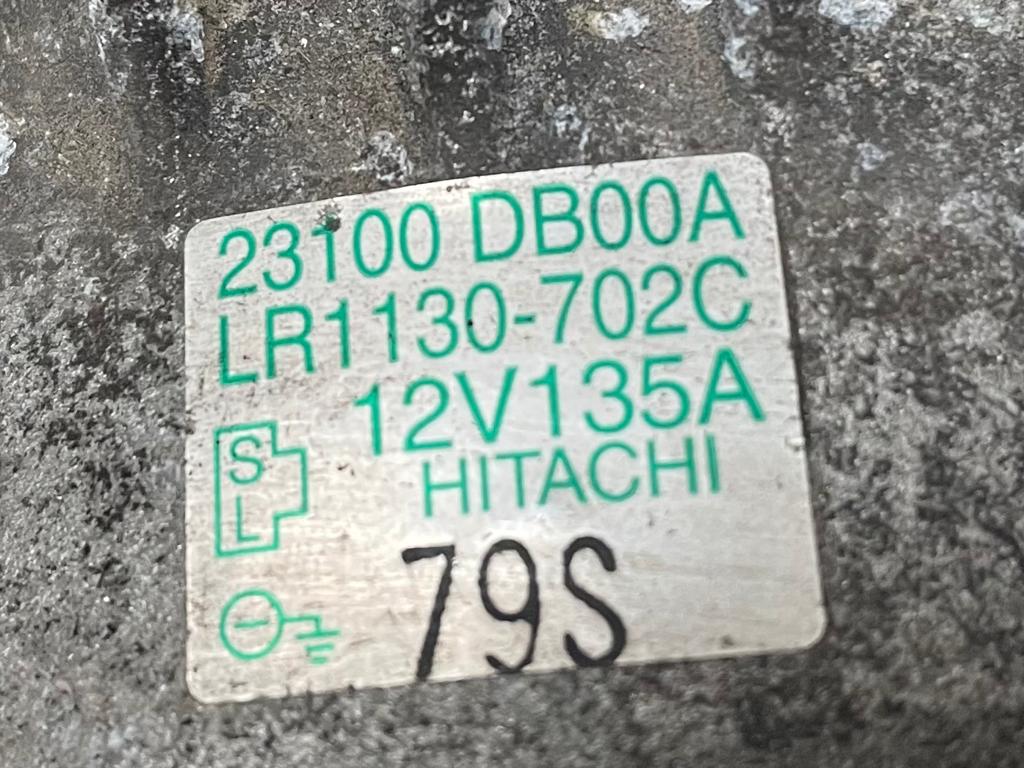 23100 DB00A
LR1130-702C
12V135A
S
L
HITACHI
79S